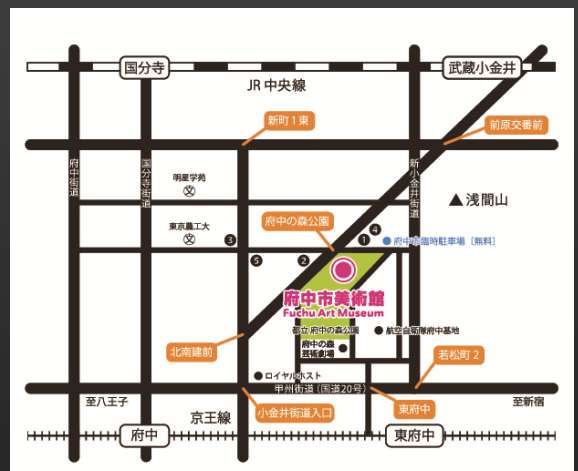 国分寺
武蔵小金井
JR中央線
新町1東
前原交番前
府中街道
国分寺街道
新小金井街道
明星学苑
文
浅間山
東京農工大
文
府中の森公園
3
5
2
1
4
府中市臨時駐車場〔無料〕
府中市美術館
Fuchu Art Museum
都立 府中の森公園
航空自衛隊府中基地
府中の森
芸術劇場
北南建前
若松町2
ロイヤルホスト
甲州街道(国道20号)
至八王子
京王線
小金井街道入口
東府中
至新宿
府中
東府中